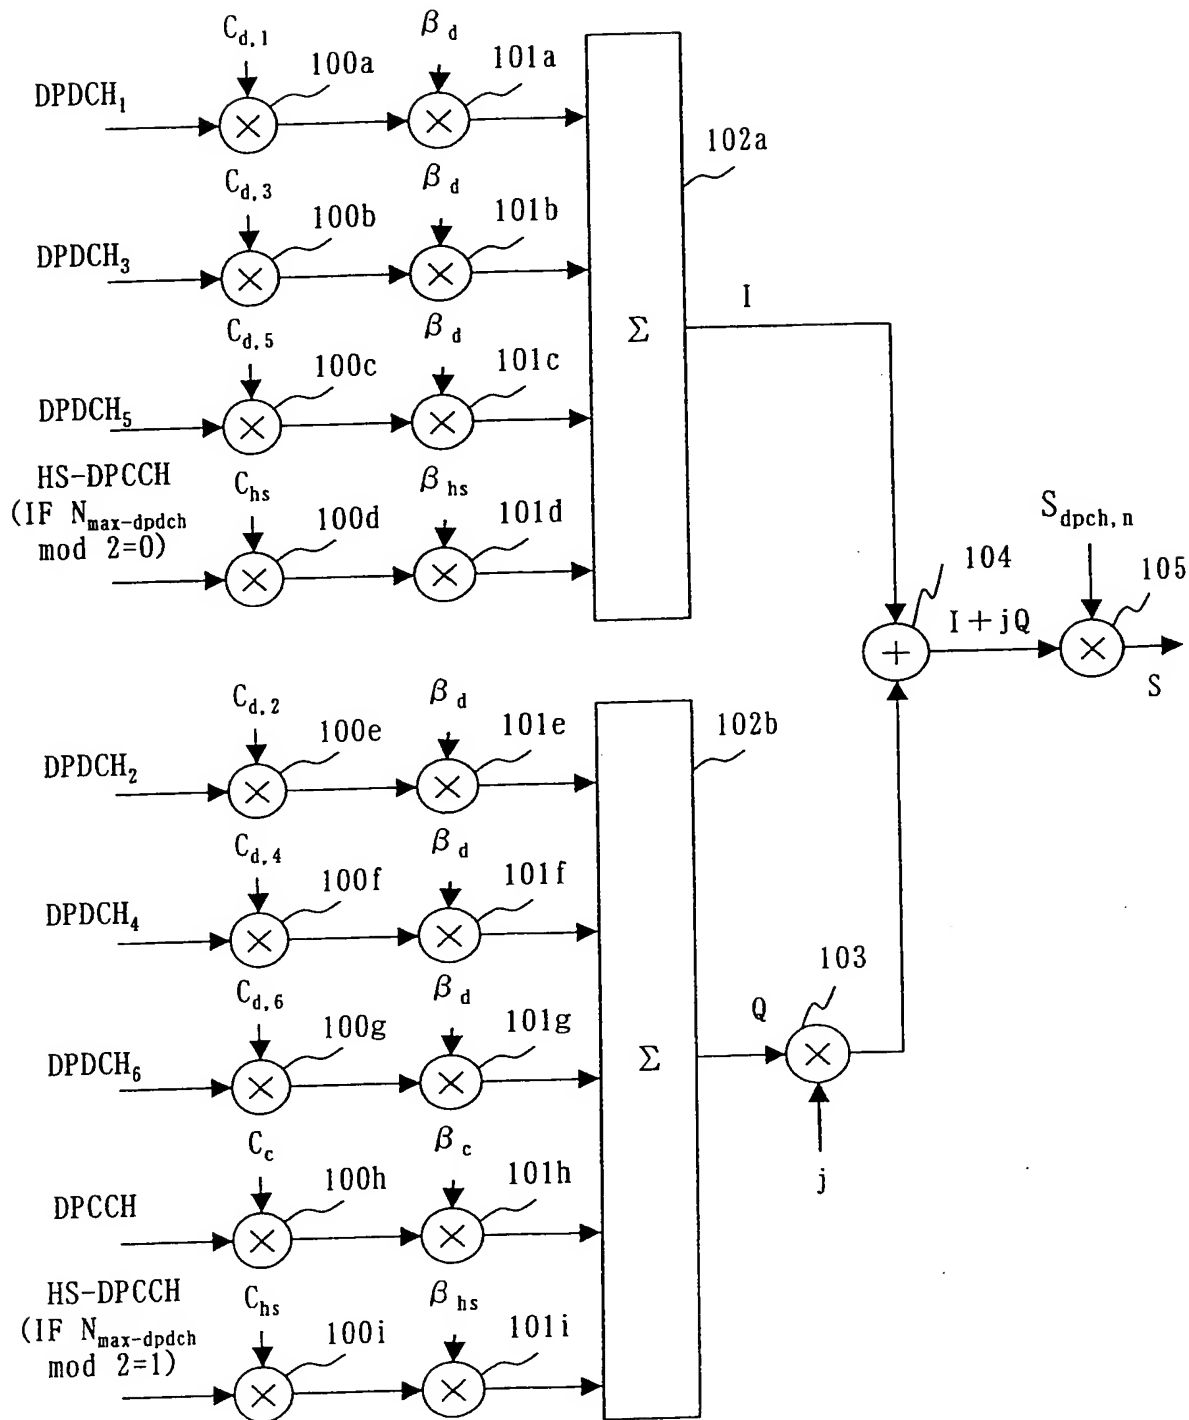 C_d,1 β_d
DPDCH_1 100a 101a
102a
C_d,3 β_d
DPDCH_3 100b 101b
C_d,5 β_d
DPDCH_5 100c 101c
Σ
I
HS-DPCCH
(IF N_max-dpdch
mod 2=0)
C_hs β_hs
100d 101d
S_dpch,n
104 105
+ I+jQ ×
S
C_d,2 β_d
DPDCH_2 100e 101e
102b
C_d,4 β_d
DPDCH_4 100f 101f
C_d,6 β_d
DPDCH_6 100g 101g
Σ
Q 103
×
j
C_c β_c
DPCCH 100h 101h
HS-DPCCH
(IF N_max-dpdch
mod 2=1)
C_hs β_hs
100i 101i